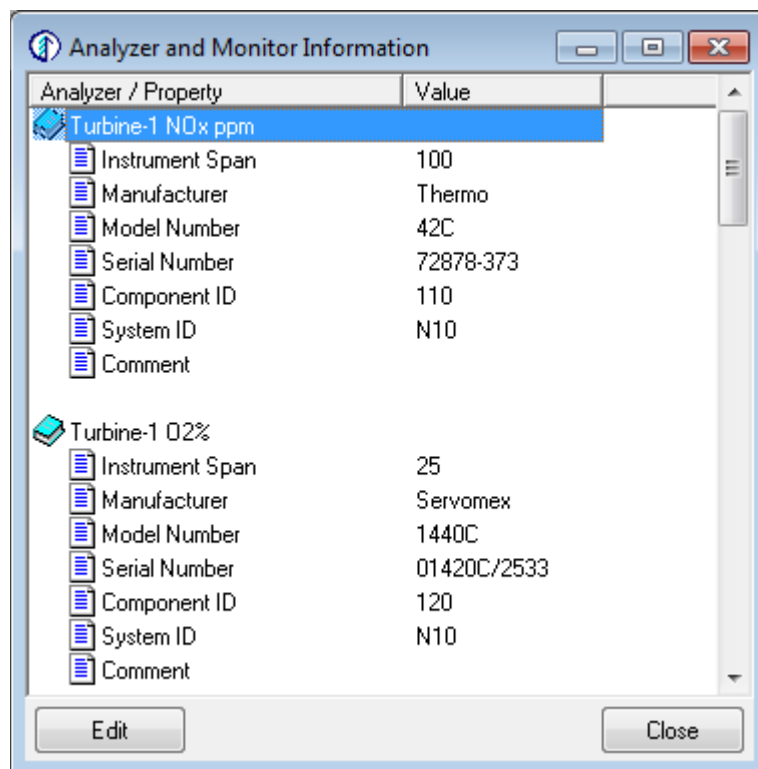 Analyzer and Monitor Information
Analyzer / Property Value
Turbine-1 NOx ppm
Instrument Span 100
Manufacturer Thermo
Model Number 42C
Serial Number 72878-373
Component ID 110
System ID N10
Comment
Turbine-1 O2%
Instrument Span 25
Manufacturer Servomex
Model Number 1440C
Serial Number 01420C/2533
Component ID 120
System ID N10
Comment
Edit Close